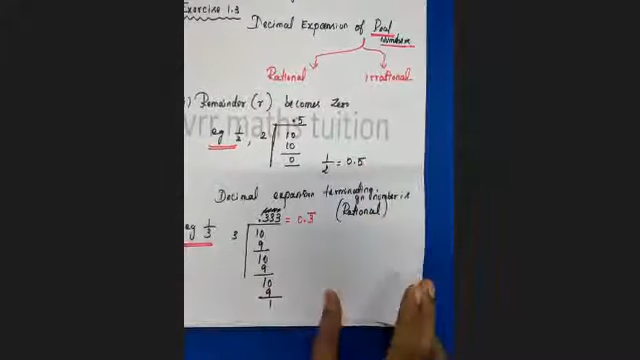 Exercise 1.3
Decimal Expansion of Real
Numbers
Rational irrational
i) Remainder (r) becomes zero
vrr maths tuition
eg 1/2, 2 10 .5
10
0 1/2 = 0.5
Decimal expansion terminating.
number is
(Rational)
eg 1/3 3 .333 = 0.3̅
10
9
10
9
10
9
1